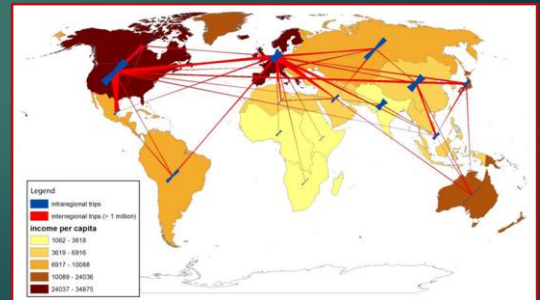 Legend
intraregional trips
interregional trips (> 1 million)
income per capita
1062 - 3618
3619 - 6916
6917 - 10088
10089 - 24036
24037 - 34875